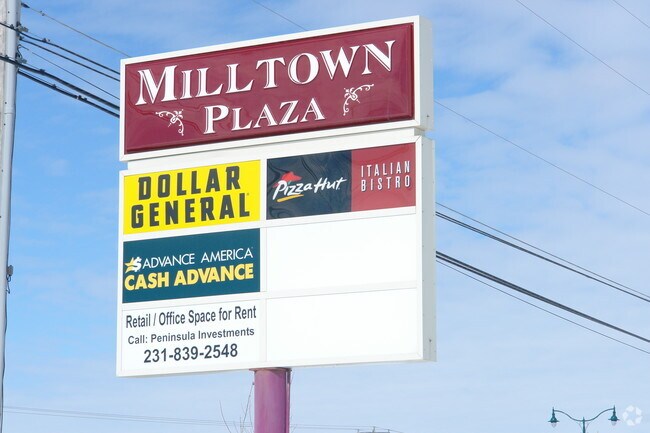 MILLTOWN
PLAZA
DOLLAR
GENERAL
Pizza Hut
ITALIAN
BISTRO
ADVANCE AMERICA
CASH ADVANCE
Retail / Office Space for Rent
Call: Peninsula Investments
231-839-2548